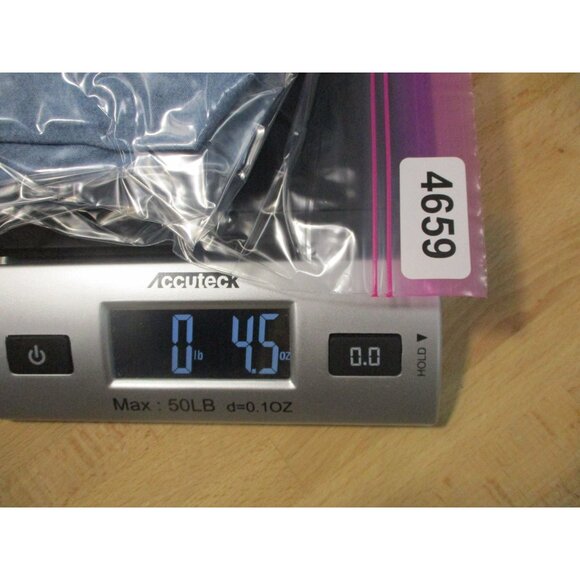 4659
Accuteck
0 lb 4.5 oz
0.0
HOLD
Max : 50LB d=0.1OZ